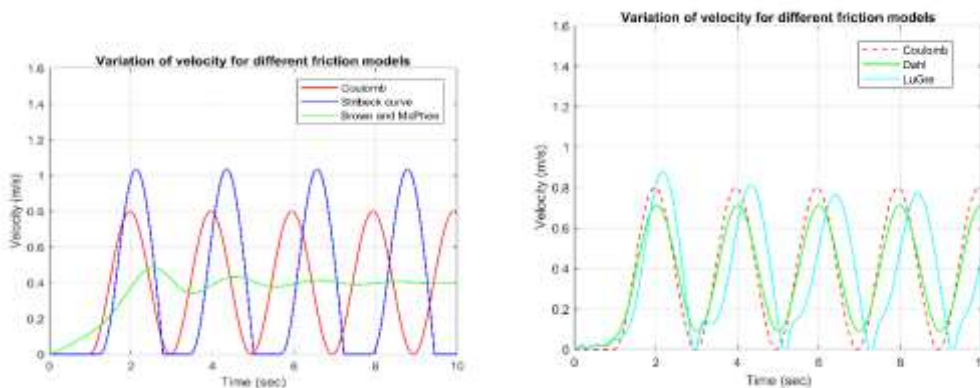 Variation of velocity for different friction models
1.6
1.4
1.2
1
0.8
0.6
0.4
0.2
0
Velocity (m/s)
Coulomb
Stribeck curve
Brown and McPhee
0 2 4 6 8 10
Time (sec)
Variation of velocity for different friction models
1.6
1.4
1.2
1
0.8
0.6
0.4
0.2
0
Velocity (m/s)
Coulomb
Dahl
LuGre
0 2 4 6 8 1
Time (sec)